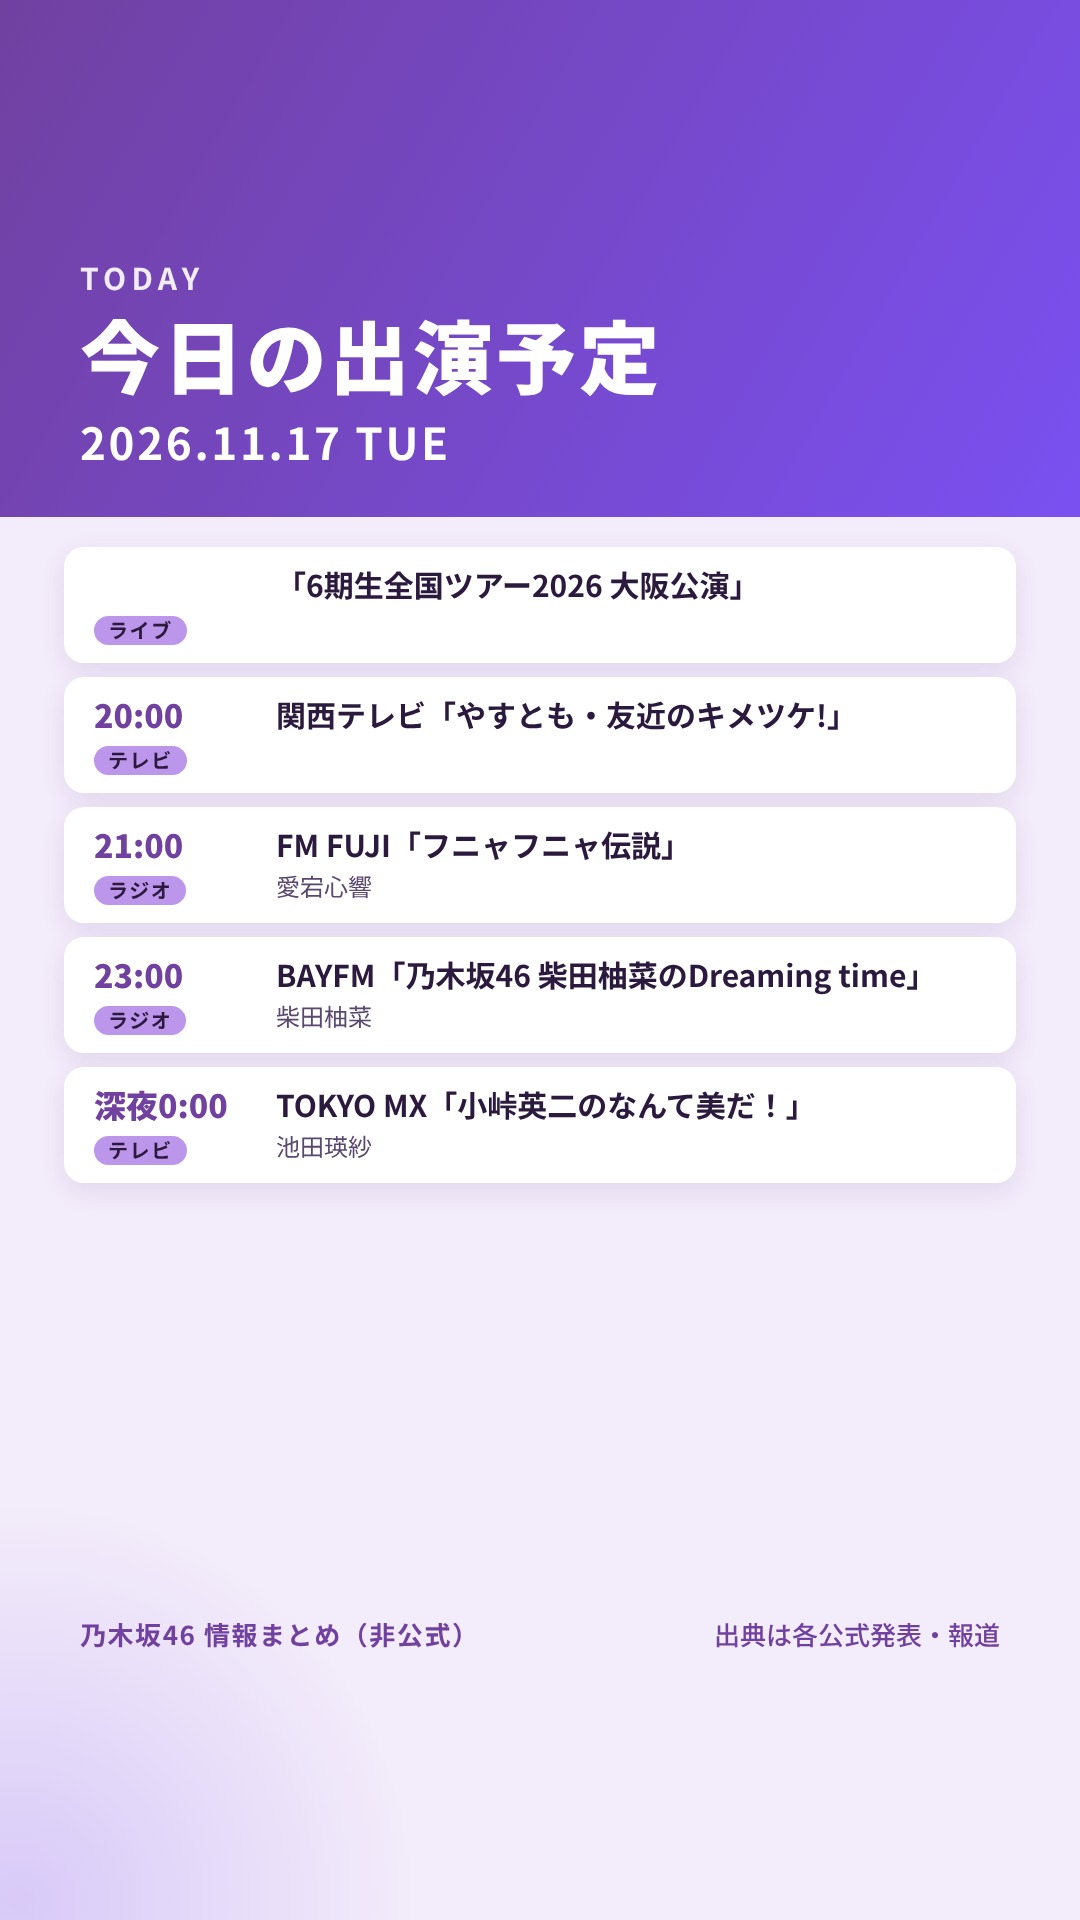 TODAY
今日の出演予定
2026.11.17 TUE
「6期生全国ツアー2026 大阪公演」
ライブ
20:00 関西テレビ「やすとも・友近のキメツケ!」
テレビ
21:00 FM FUJI「フニャフニャ伝説」
ラジオ 愛宕心響
23:00 BAYFM「乃木坂46 柴田柚菜のDreaming time」
ラジオ 柴田柚菜
深夜0:00 TOKYO MX「小峠英二のなんて美だ！」
テレビ 池田瑛紗
乃木坂46 情報まとめ（非公式） 出典は各公式発表・報道